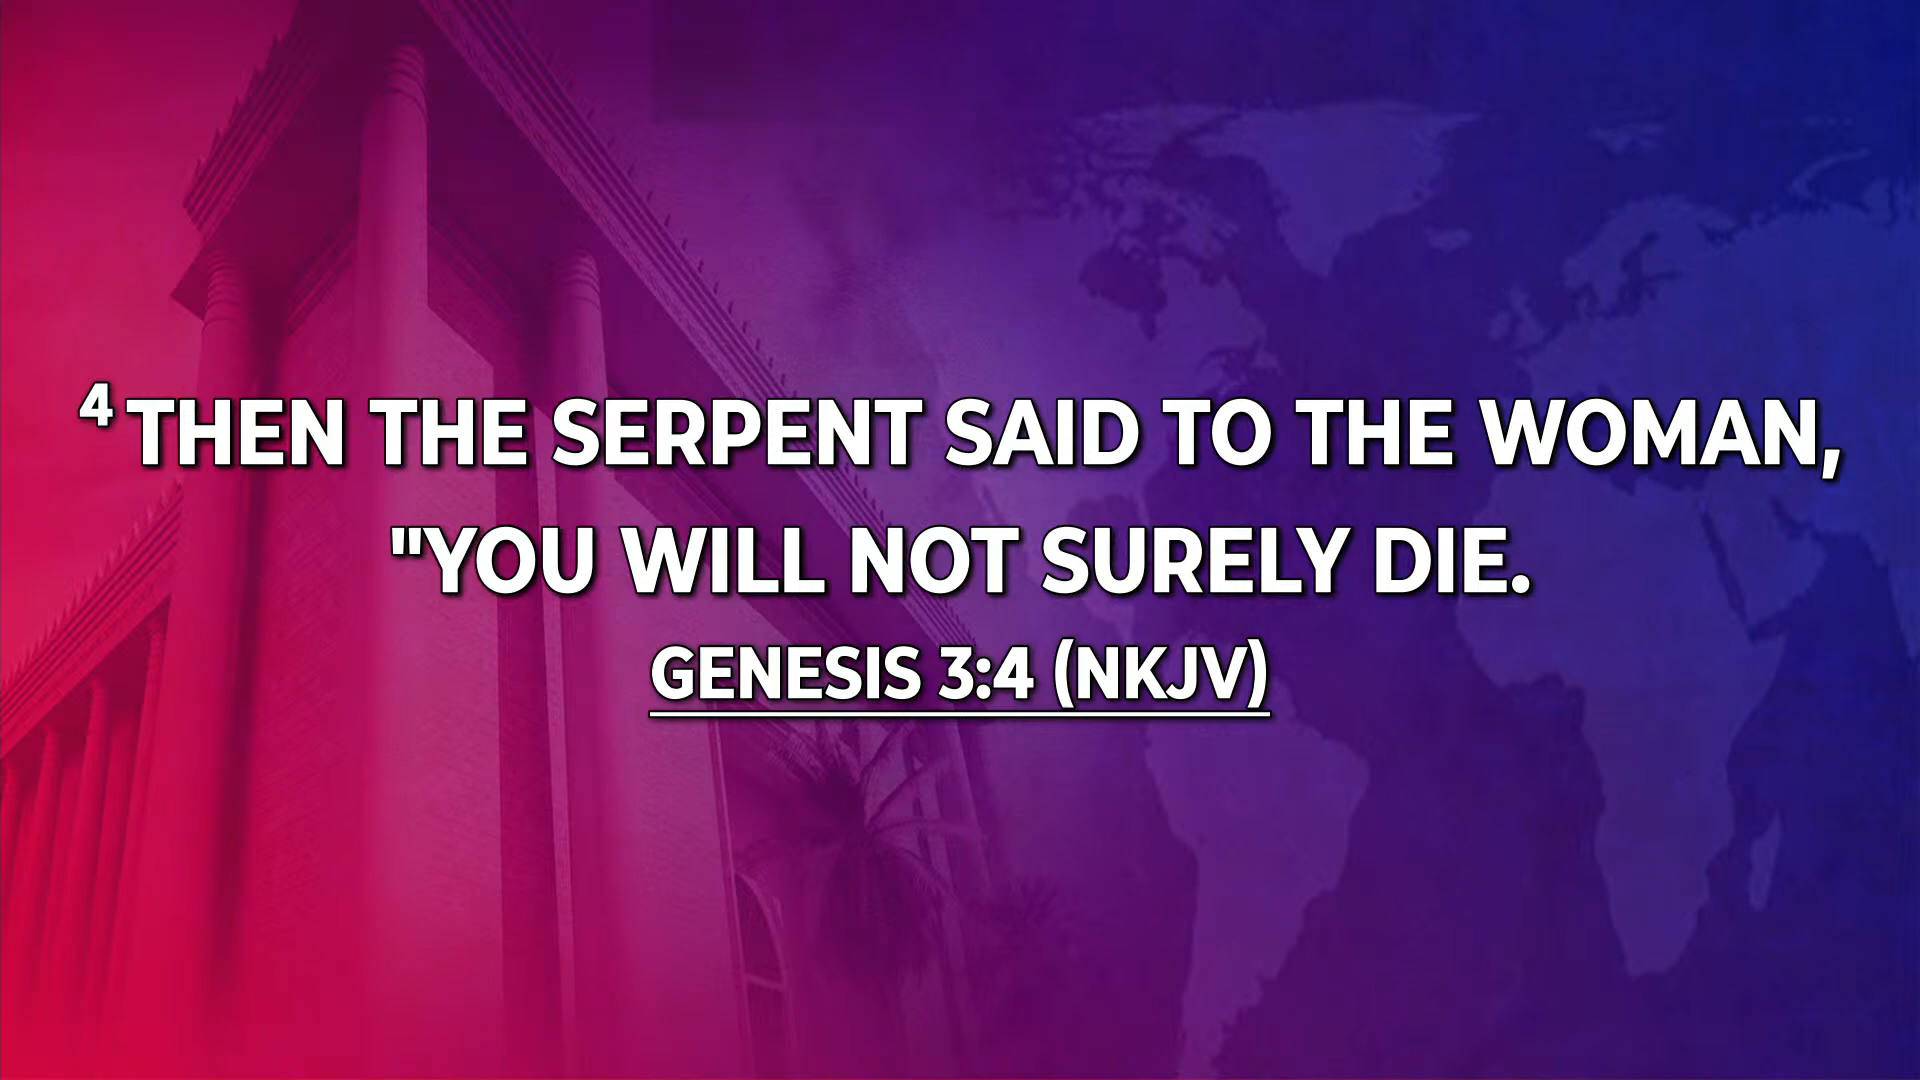 4 THEN THE SERPENT SAID TO THE WOMAN,
"YOU WILL NOT SURELY DIE.
GENESIS 3:4 (NKJV)